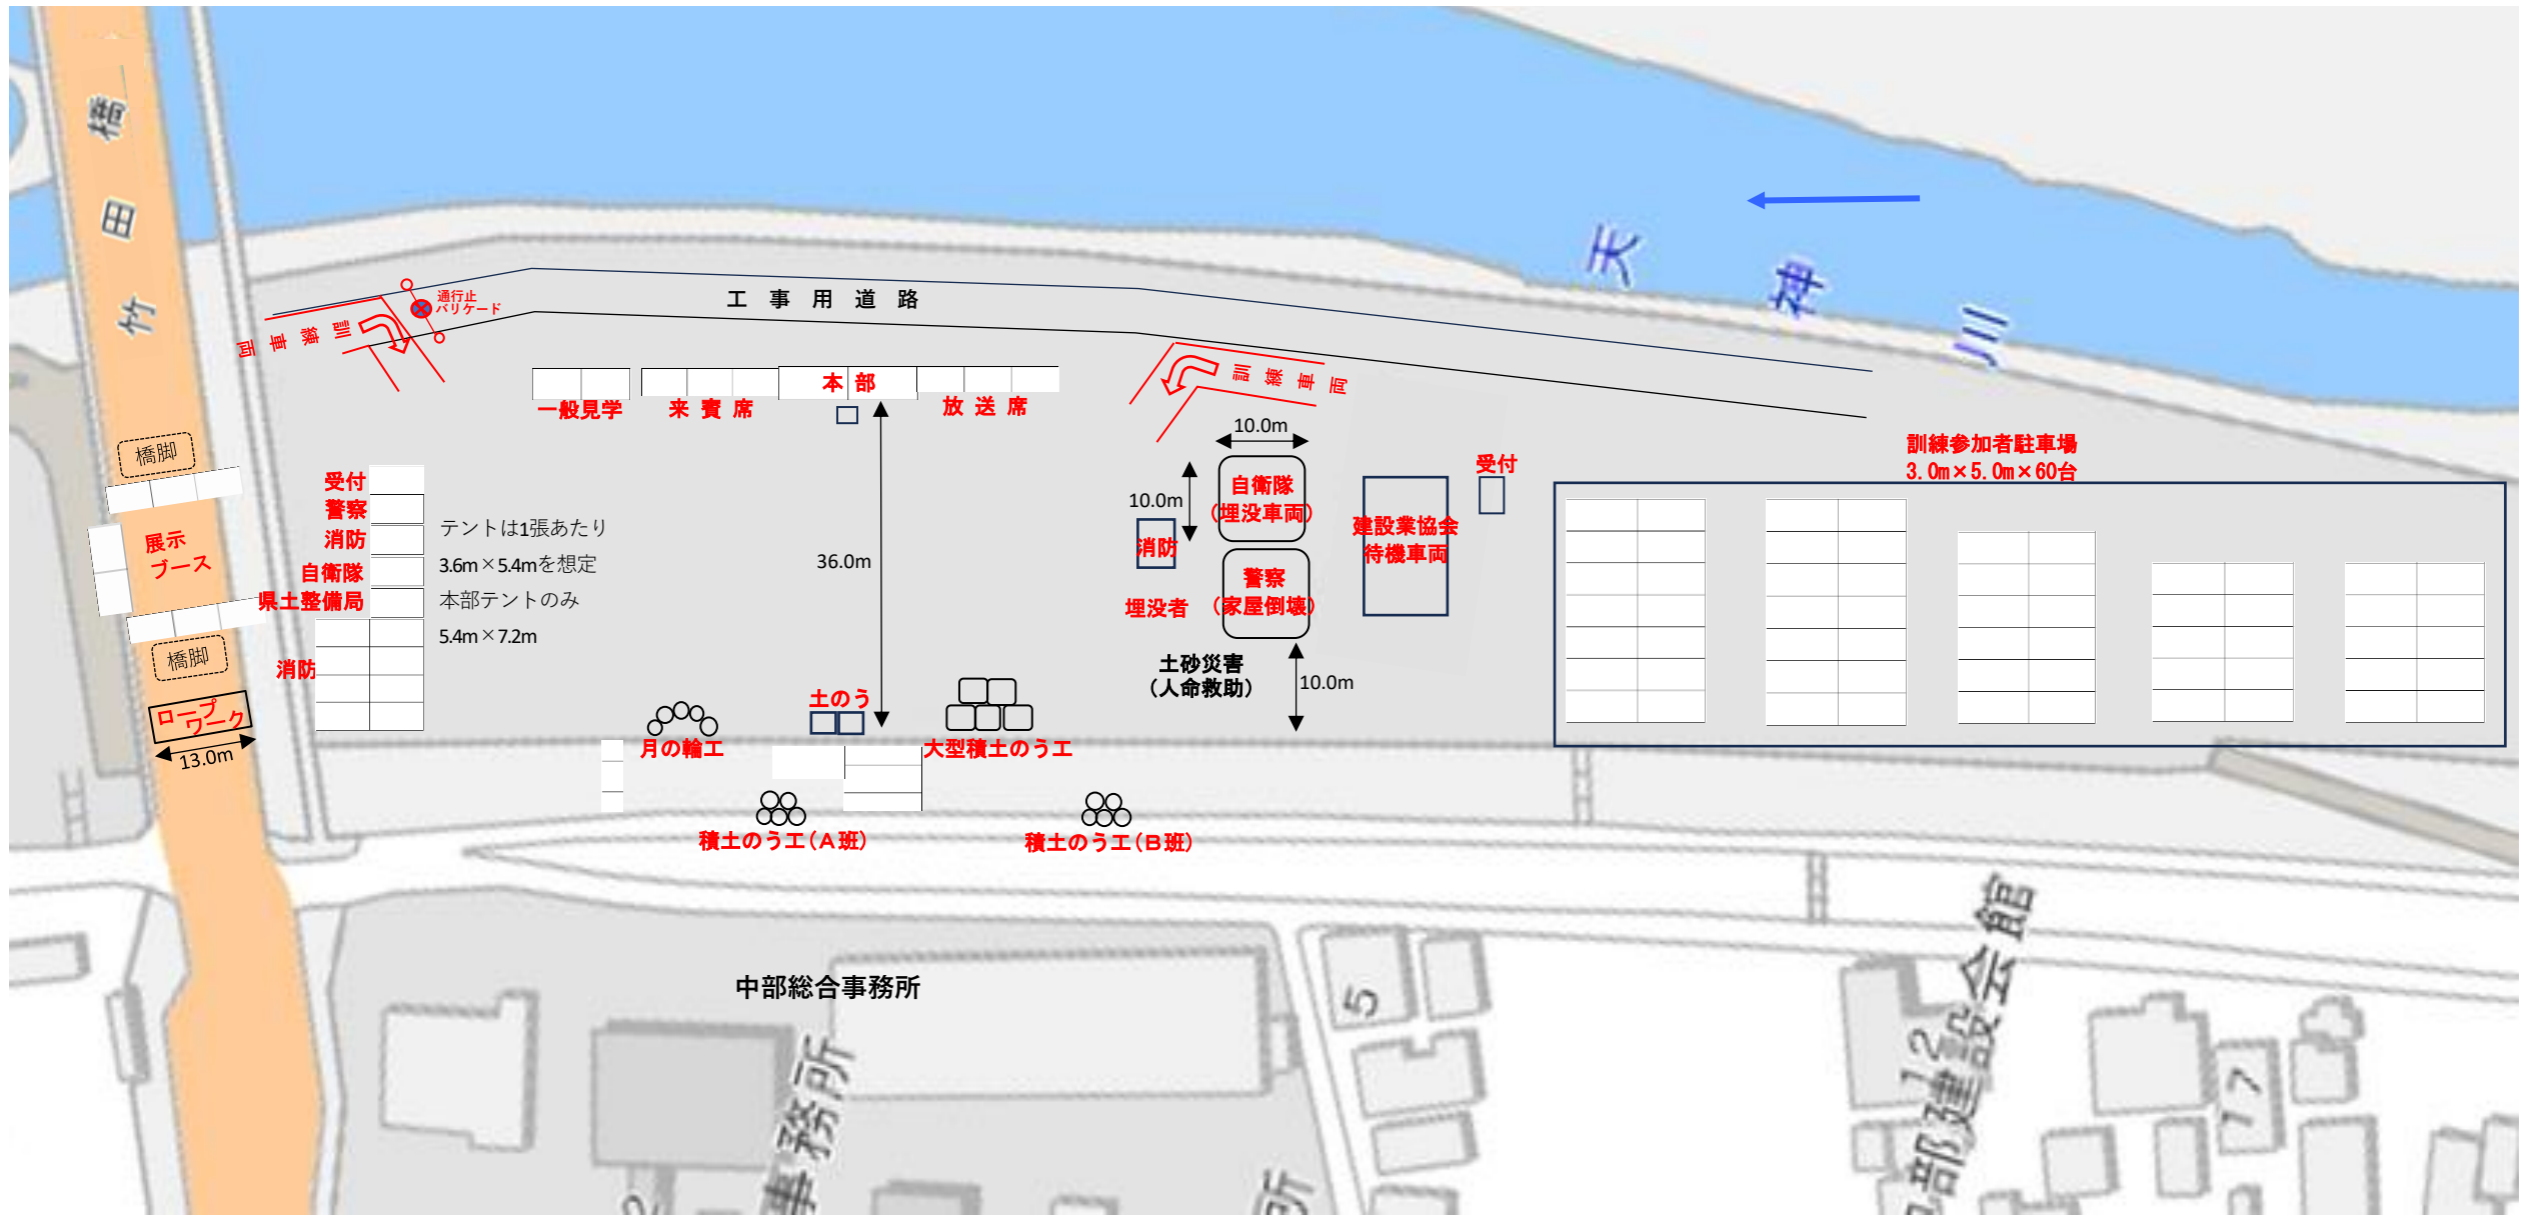 竹田橋
天神川
工事用道路
通行止
バリケード
訓練車両
訓練車両
一般見学
来賓席
本部
放送席
橋脚
展示
ブース
橋脚
ロープ
ワーク
13.0m
受付
警察
消防
自衛隊
県土整備局
消防
テントは1張あたり
3.6m×5.4mを想定
本部テントのみ
5.4m×7.2m
36.0m
土のう
月の輪工
大型積土のう工
積土のう工(A班)
積土のう工(B班)
10.0m
10.0m
自衛隊
(埋没車両)
消防
警察
(家屋倒壊)
埋没者
土砂災害
(人命救助)
10.0m
建設業協会
待機車両
受付
訓練参加者駐車場
3.0m×5.0m×60台
中部総合事務所
事務所
所
5
2
12
17
部建設会館